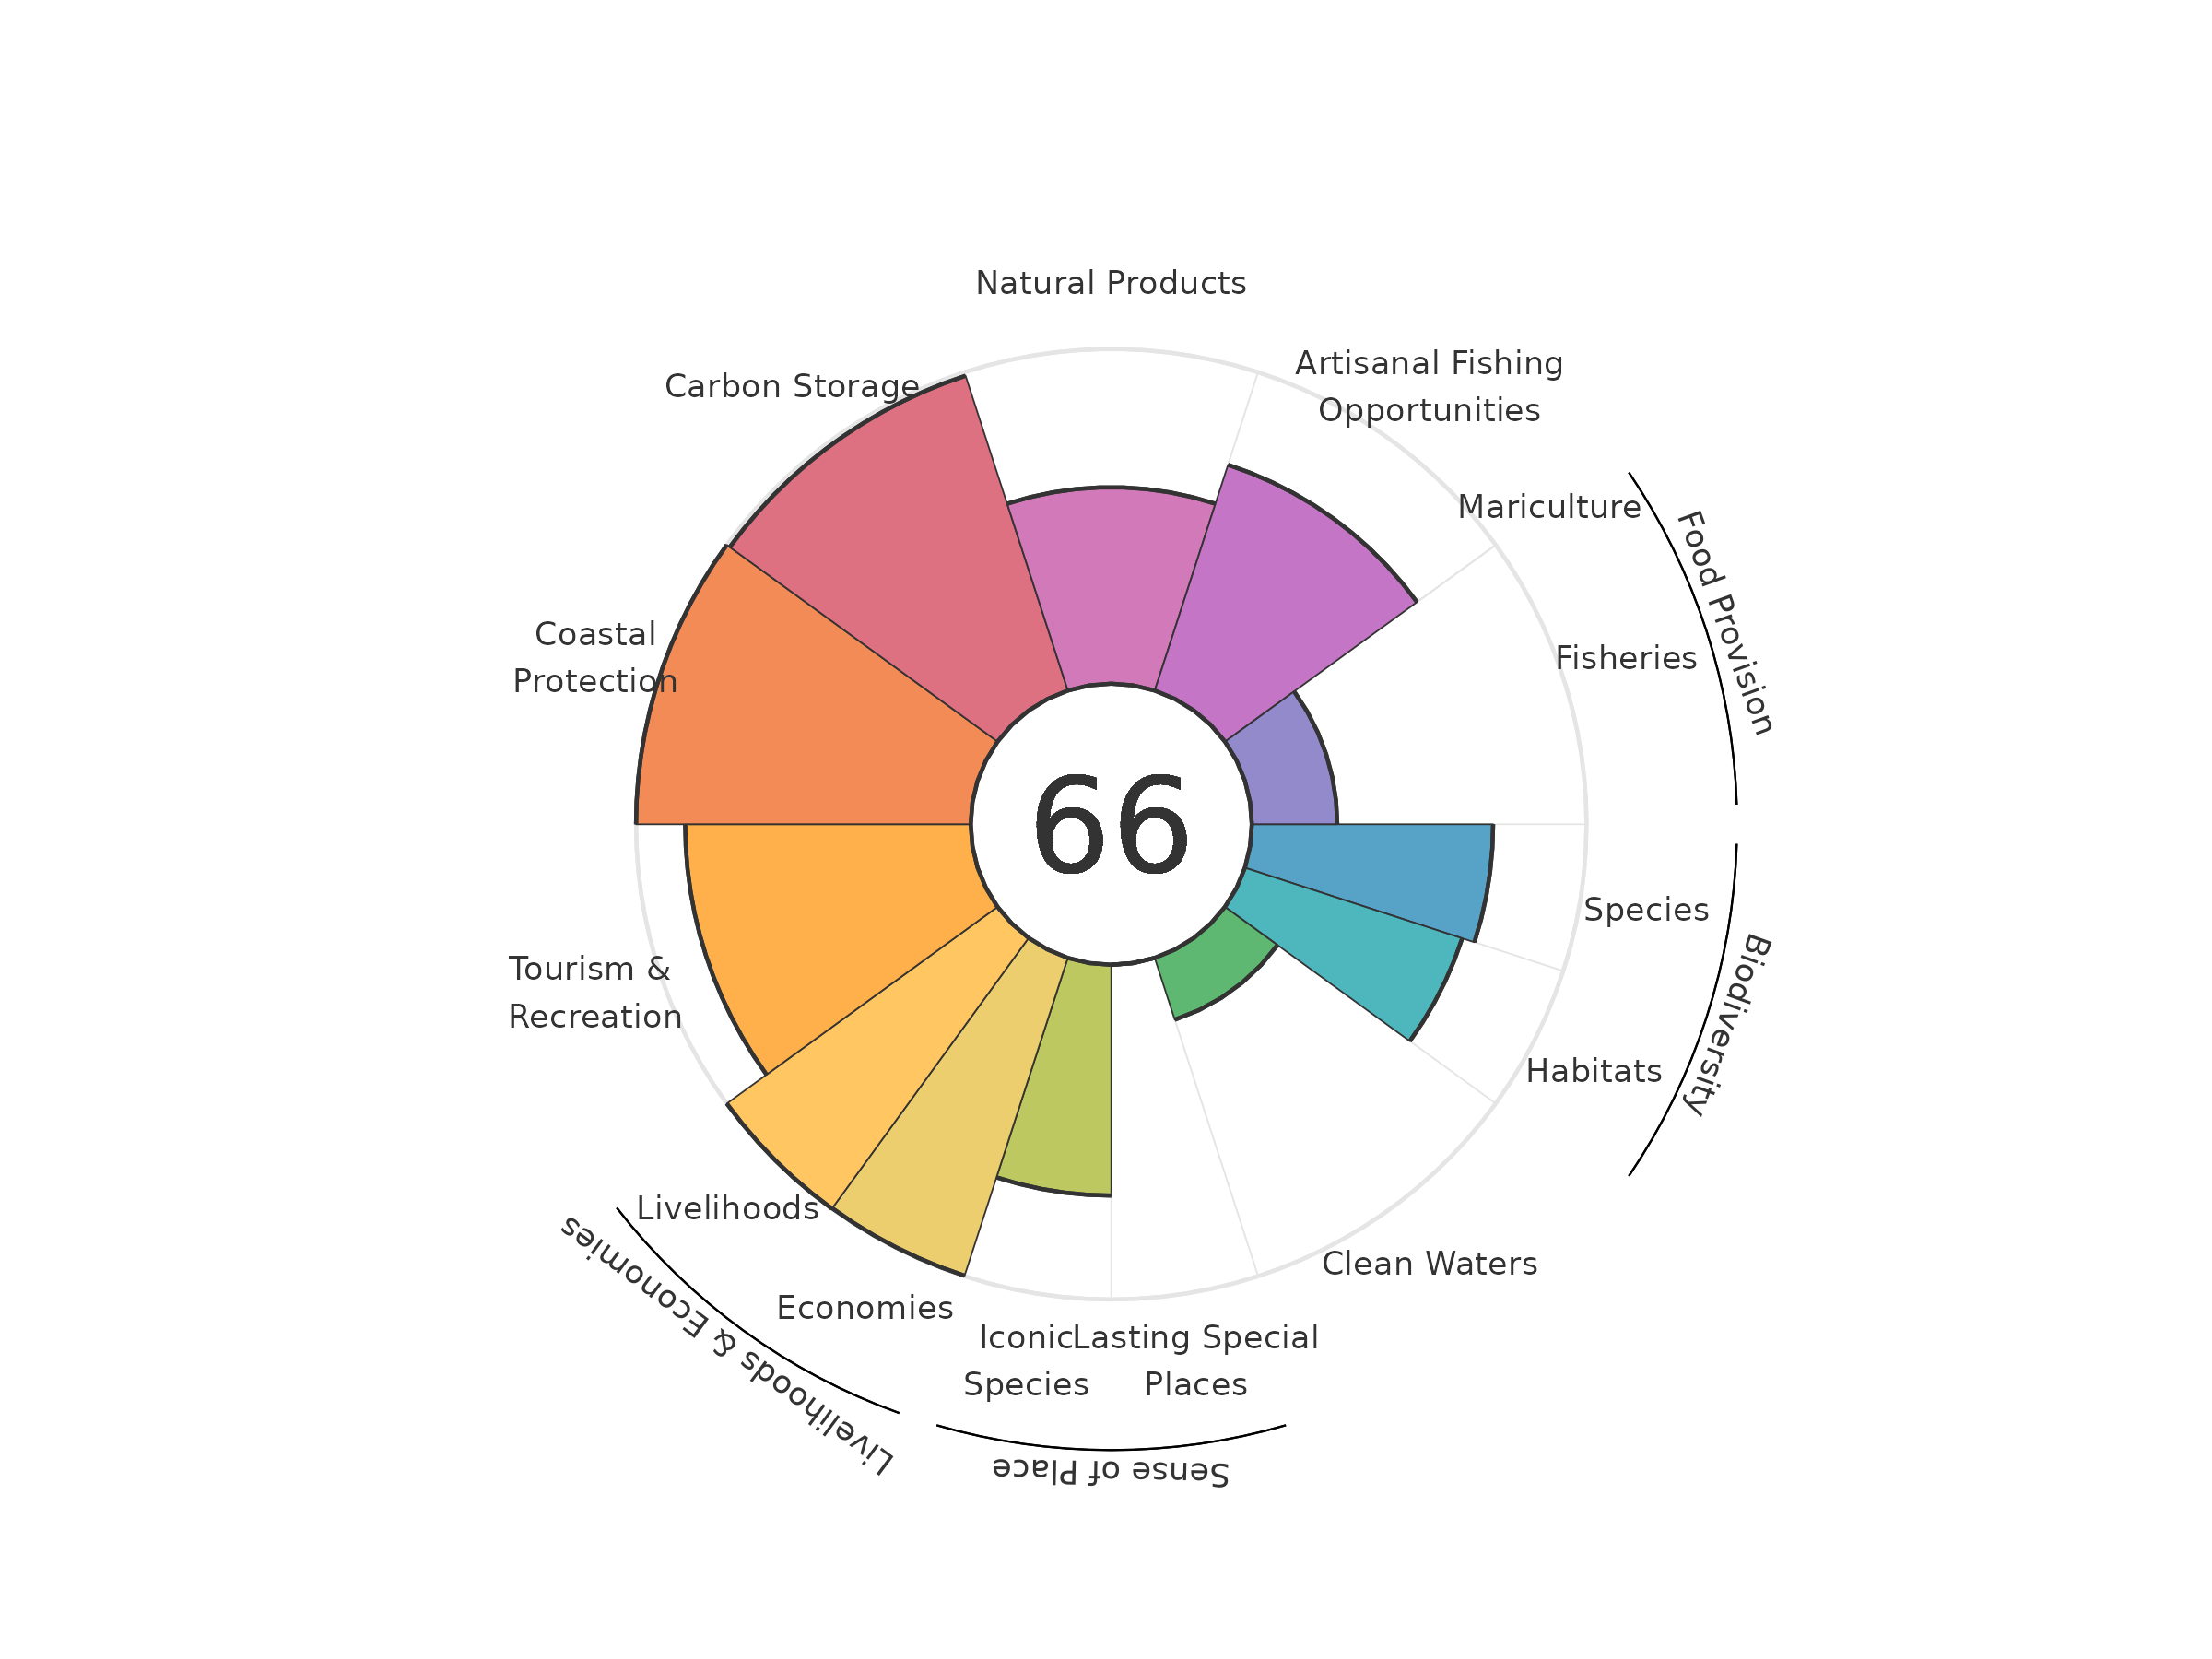 Natural Products
Artisanal Fishing
Opportunities
Carbon Storage
Mariculture
Food Provision
Coastal
Protection
Fisheries
66
Species
Biodiversity
Tourism &
Recreation
Habitats
Livelihoods
Livelihoods & Economies
Clean Waters
Economies
Iconic
Species
Lasting Special
Places
Sense of Place